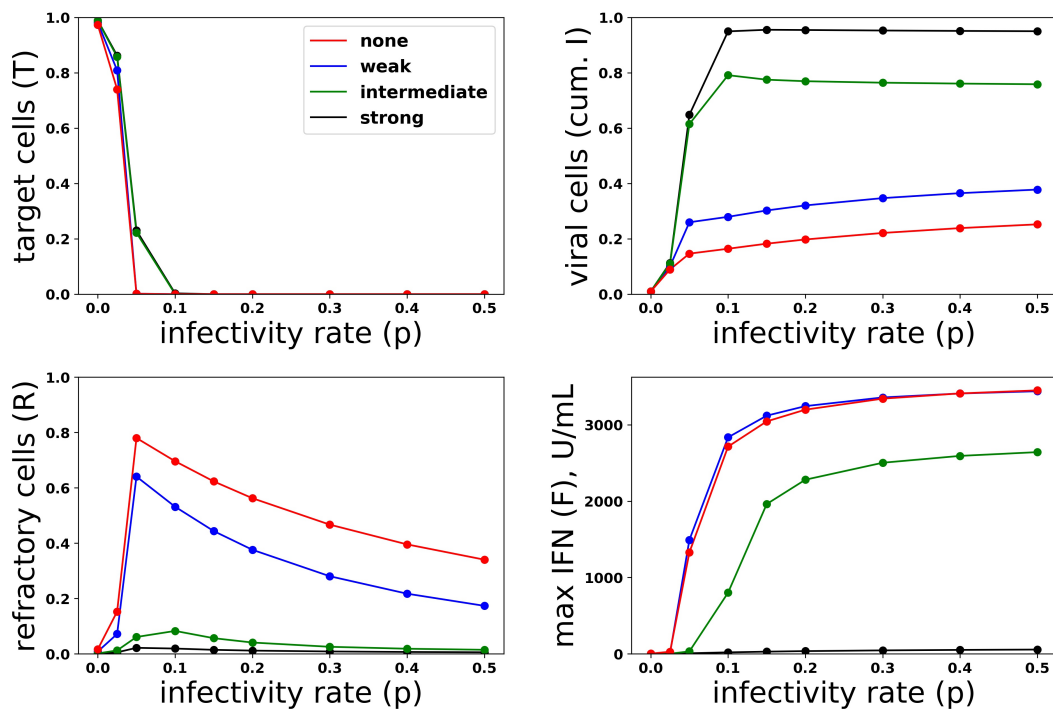 target cells (T)
1.0
0.8
0.6
0.4
0.2
0.0
none
weak
intermediate
strong
0.0 0.1 0.2 0.3 0.4 0.5
infectivity rate (p)
viral cells (cum. I)
1.0
0.8
0.6
0.4
0.2
0.0
0.0 0.1 0.2 0.3 0.4 0.5
infectivity rate (p)
refractory cells (R)
1.0
0.8
0.6
0.4
0.2
0.0
0.0 0.1 0.2 0.3 0.4 0.5
infectivity rate (p)
max IFN (F), U/mL
3000
2000
1000
0
0.0 0.1 0.2 0.3 0.4 0.5
infectivity rate (p)